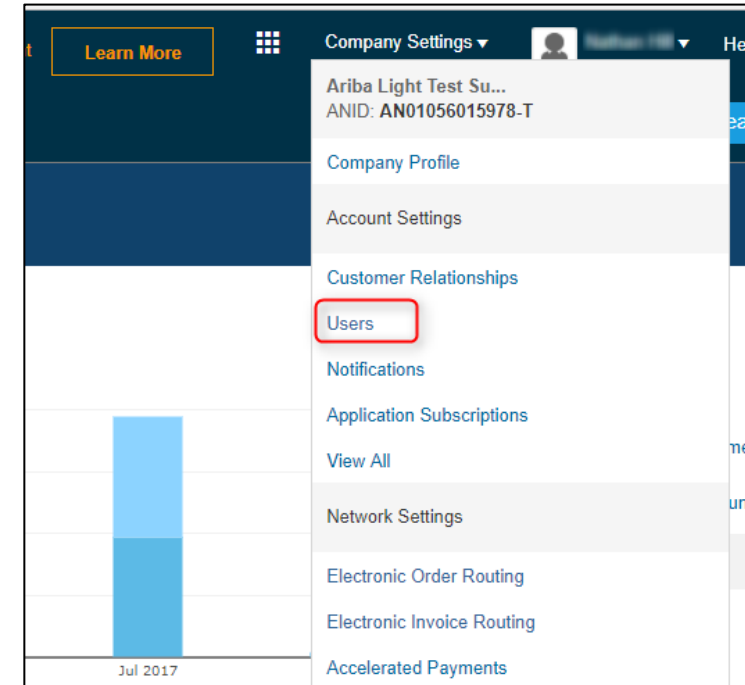 Learn More
Company Settings ▾
He
Ariba Light Test Su...
ANID: AN01056015978-T
ea
Company Profile
Account Settings
Customer Relationships
Users
Notifications
Application Subscriptions
View All
Network Settings
Electronic Order Routing
Electronic Invoice Routing
Accelerated Payments
Jul 2017